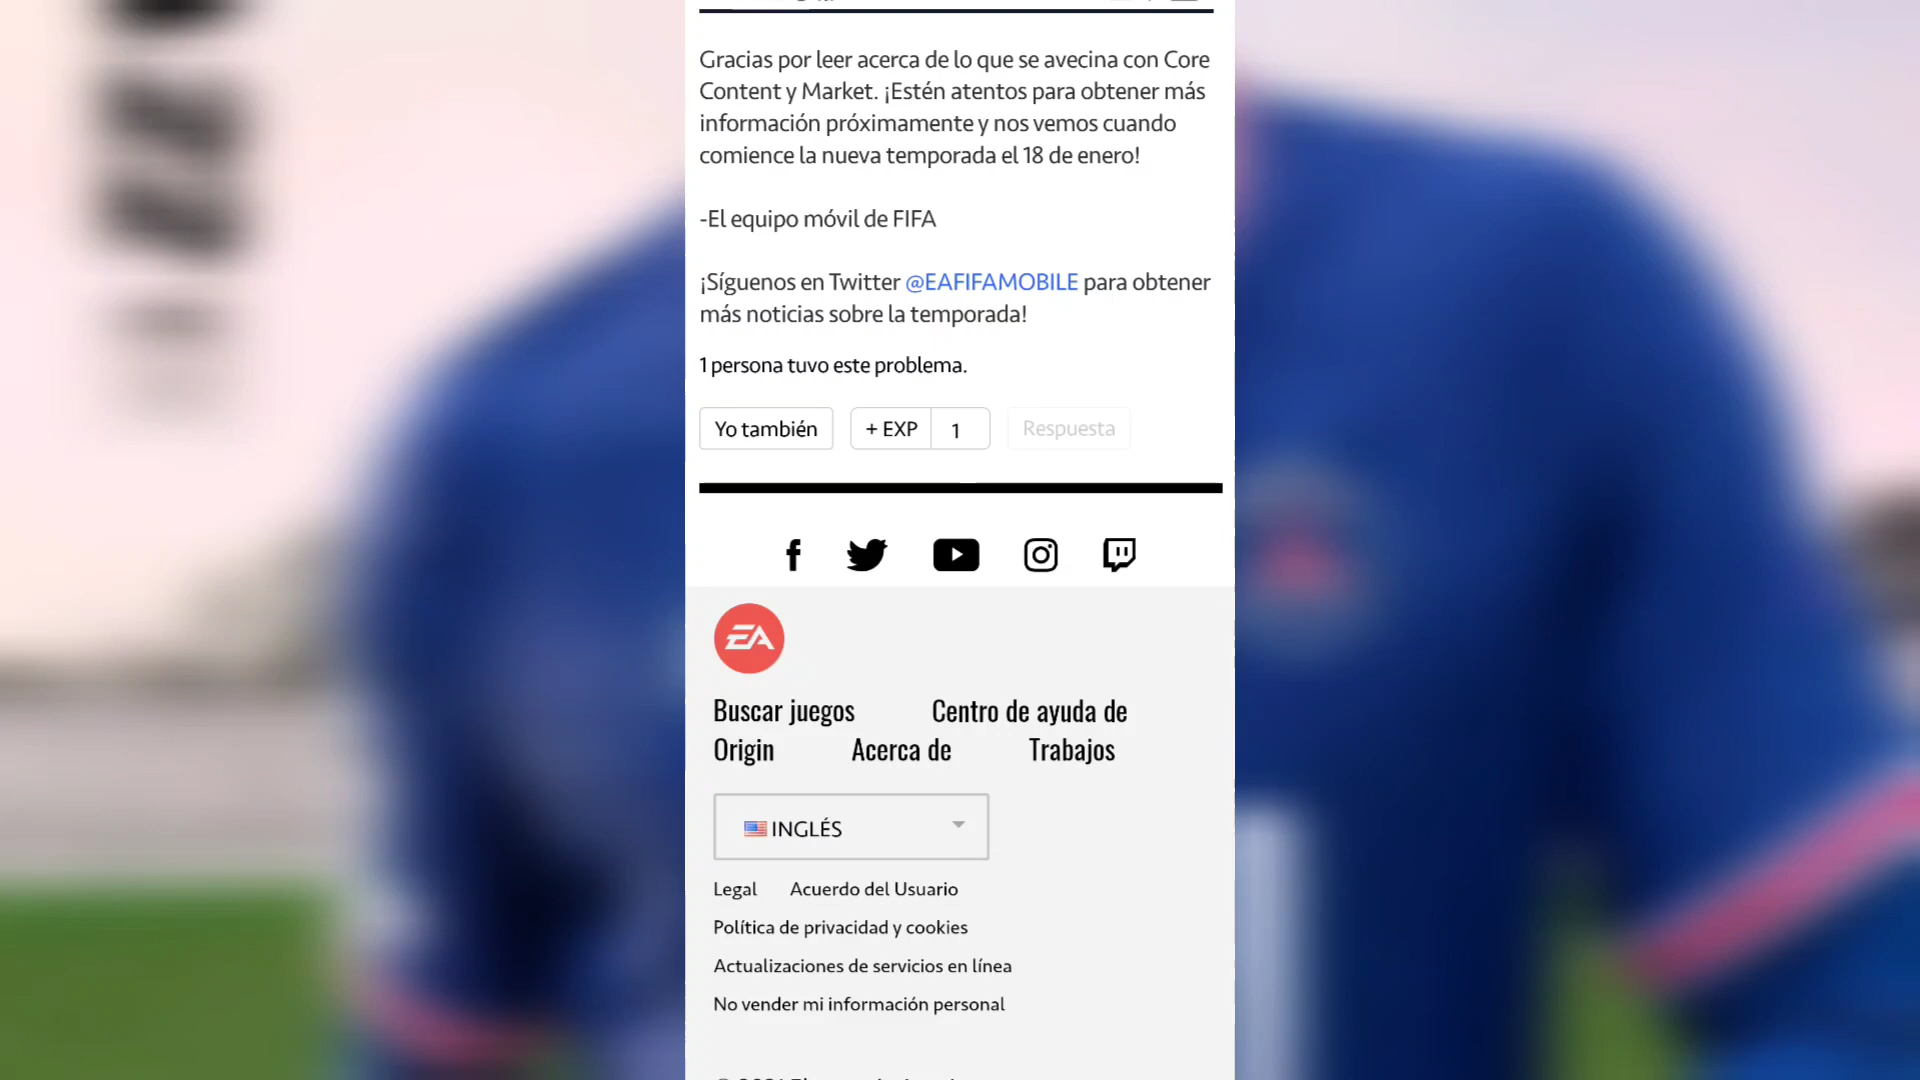 Gracias por leer acerca de lo que se avecina con Core
Content y Market. ¡Estén atentos para obtener más
información próximamente y nos vemos cuando
comience la nueva temporada el 18 de enero!
-El equipo móvil de FIFA
¡Síguenos en Twitter @EAFIFAMOBILE para obtener
más noticias sobre la temporada!
1 persona tuvo este problema.
Yo también + EXP 1 Respuesta
EA
Buscar juegos Centro de ayuda de
Origin Acerca de Trabajos
INGLÉS
Legal Acuerdo del Usuario
Política de privacidad y cookies
Actualizaciones de servicios en línea
No vender mi información personal